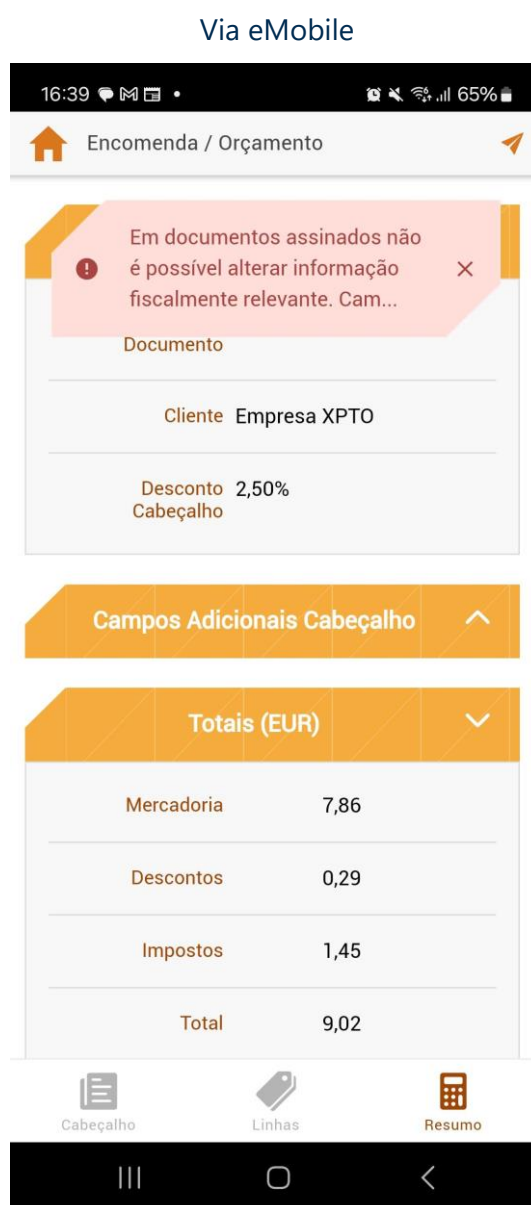 Via eMobile
16:39
65%
Encomenda / Orçamento
Em documentos assinados não
é possível alterar informação
fiscalmente relevante. Cam...
Documento
Cliente Empresa XPTO
Desconto 2,50%
Cabeçalho
Campos Adicionais Cabeçalho
Totais (EUR)
Mercadoria 7,86
Descontos 0,29
Impostos 1,45
Total 9,02
Cabeçalho Linhas Resumo